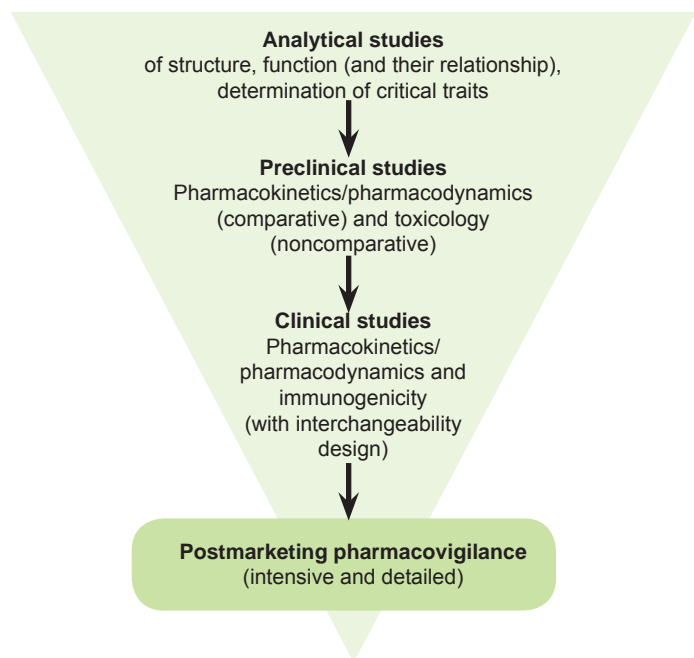 Analytical studies
of structure, function (and their relationship),
determination of critical traits
Preclinical studies
Pharmacokinetics/pharmacodynamics
(comparative) and toxicology
(noncomparative)
Clinical studies
Pharmacokinetics/
pharmacodynamics and
immunogenicity
(with interchangeability
design)
Postmarketing pharmacovigilance
(intensive and detailed)